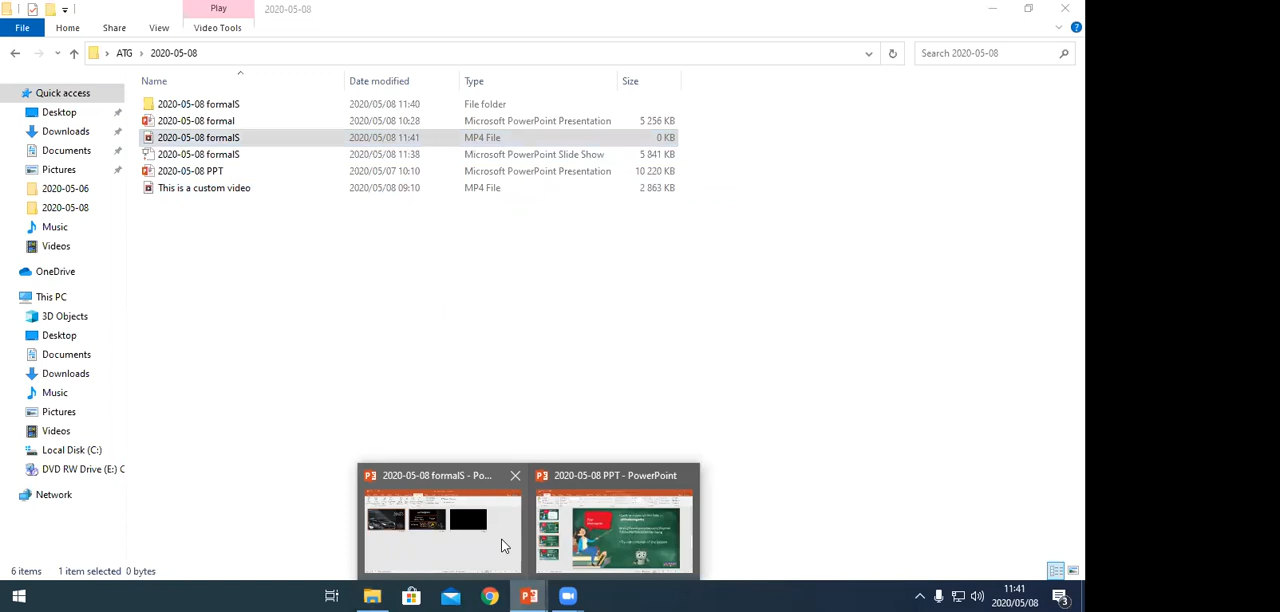 Play
2020-05-08
File
Home
Share
View
Video Tools
ATG
2020-05-08
Search 2020-05-08
Name
Date modified
Type
Size
Quick access
Desktop
Downloads
Documents
Pictures
2020-05-06
2020-05-08
Music
Videos
OneDrive
This PC
3D Objects
Desktop
Documents
Downloads
Music
Pictures
Videos
Local Disk (C:)
DVD RW Drive (E:) C
Network
2020-05-08 formalS 2020/05/08 11:40 File folder
2020-05-08 formal 2020/05/08 10:28 Microsoft PowerPoint Presentation 5 256 KB
2020-05-08 formalS 2020/05/08 11:41 MP4 File 0 KB
2020-05-08 formalS 2020/05/08 11:38 Microsoft PowerPoint Slide Show 5 841 KB
2020-05-08 PPT 2020/05/07 10:10 Microsoft PowerPoint Presentation 10 220 KB
This is a custom video 2020/05/08 09:10 MP4 File 2 863 KB
2020-05-08 formalS - Po...
2020-05-08 PPT - PowerPoint
6 items 1 item selected 0 bytes
11:41
2020/05/08
3